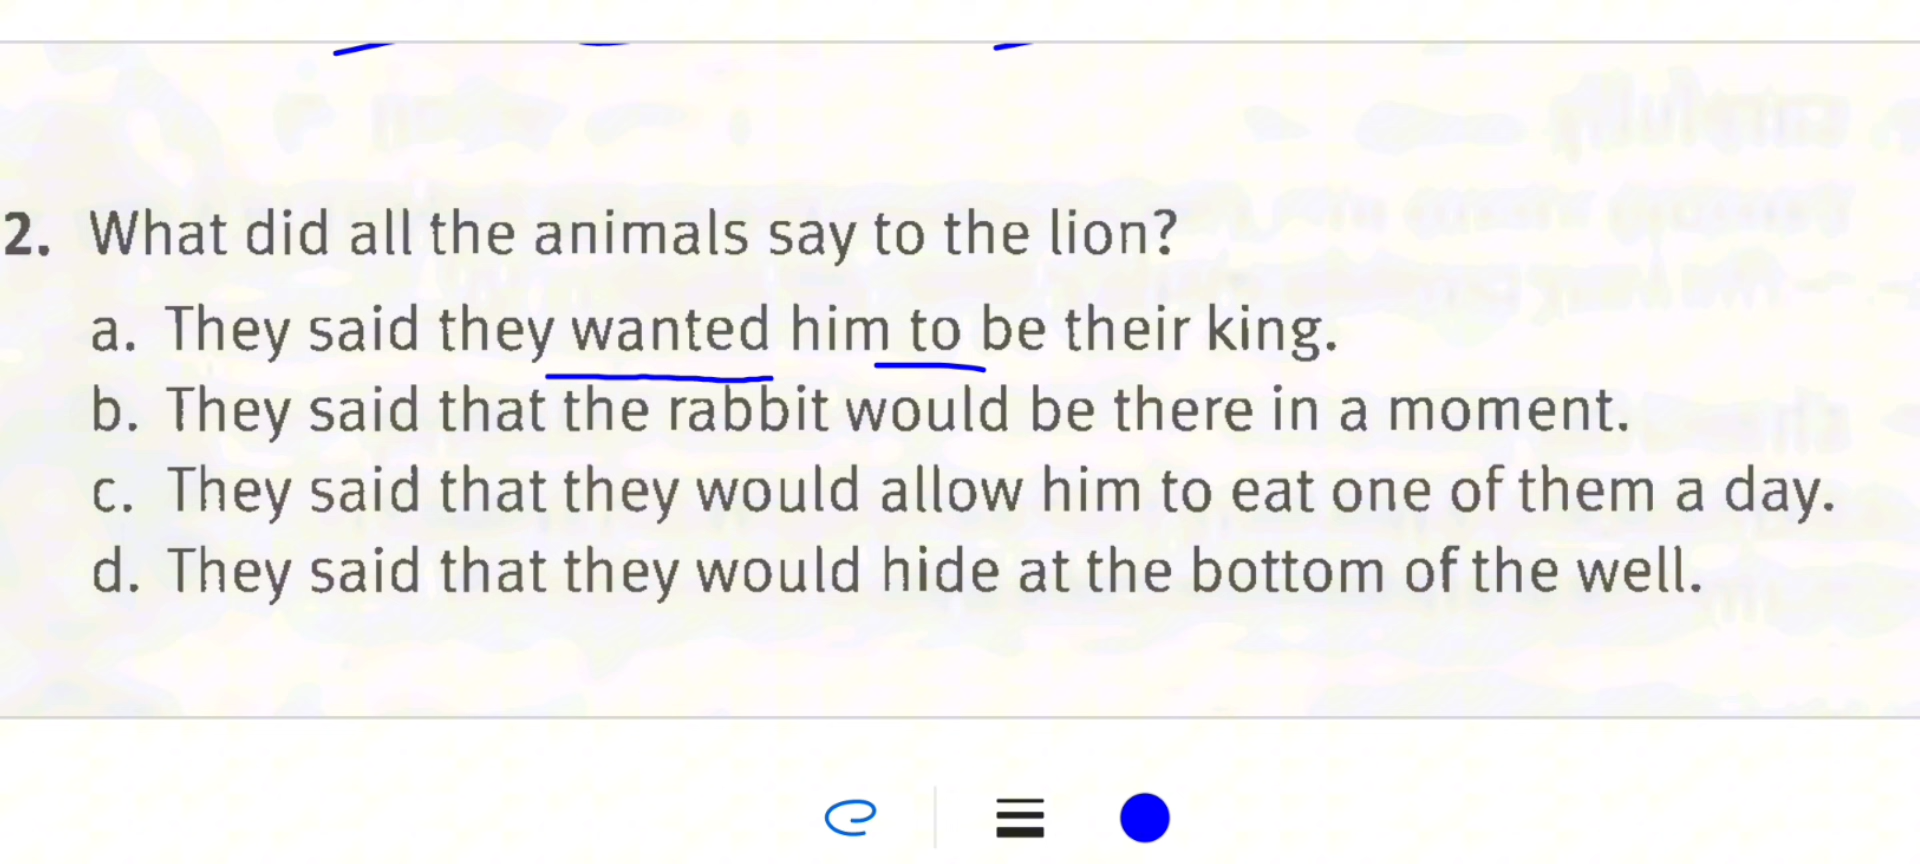 2. What did all the animals say to the lion?
a. They said they wanted him to be their king.
b. They said that the rabbit would be there in a moment.
c. They said that they would allow him to eat one of them a day.
d. They said that they would hide at the bottom of the well.